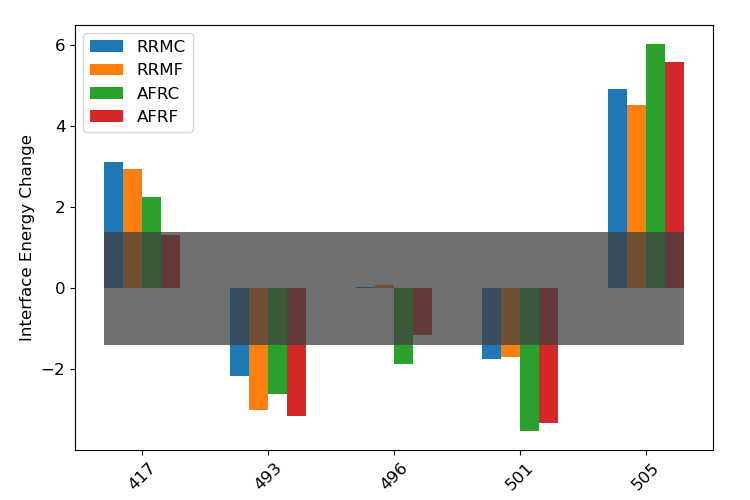 RRMC
RRMF
AFRC
AFRF
Interface Energy Change
6
4
2
0
−2
417
493
496
501
505